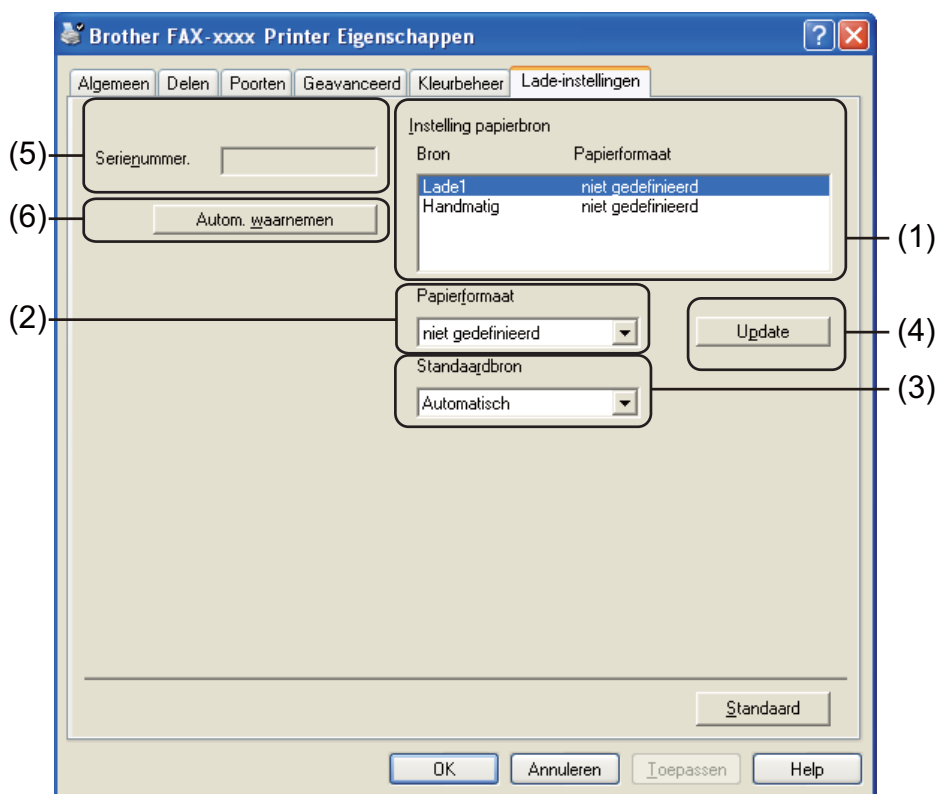 Brother FAX-xxxx Printer Eigenschappen
Algemeen Delen Poorten Geavanceerd Kleurbeheer Lade-instellingen
(5)
Serienummer.
(6)
Autom. waarnemen
Instelling papierbron
Bron Papierformaat
Lade1 niet gedefinieerd
Handmatig niet gedefinieerd
(1)
(2)
Papierformaat
niet gedefinieerd
Update
(4)
Standaardbron
Automatisch
(3)
Standaard
OK Annuleren Toepassen Help